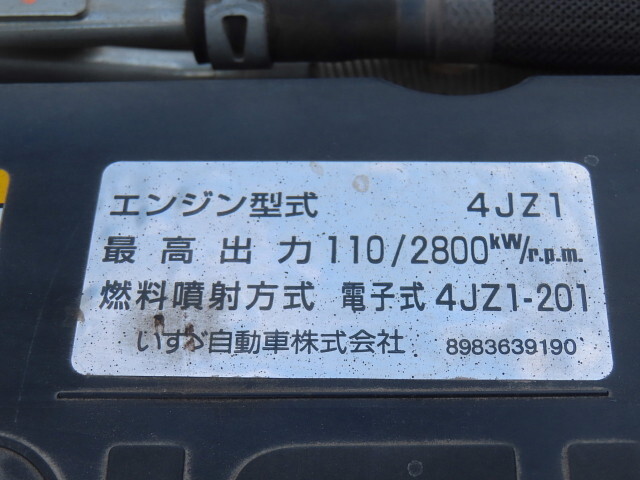 エンジン型式 4JZ1
最高出力 110/2800kW/r.p.m.
燃料噴射方式 電子式 4JZ1-201
いすゞ自動車株式会社 8983639190